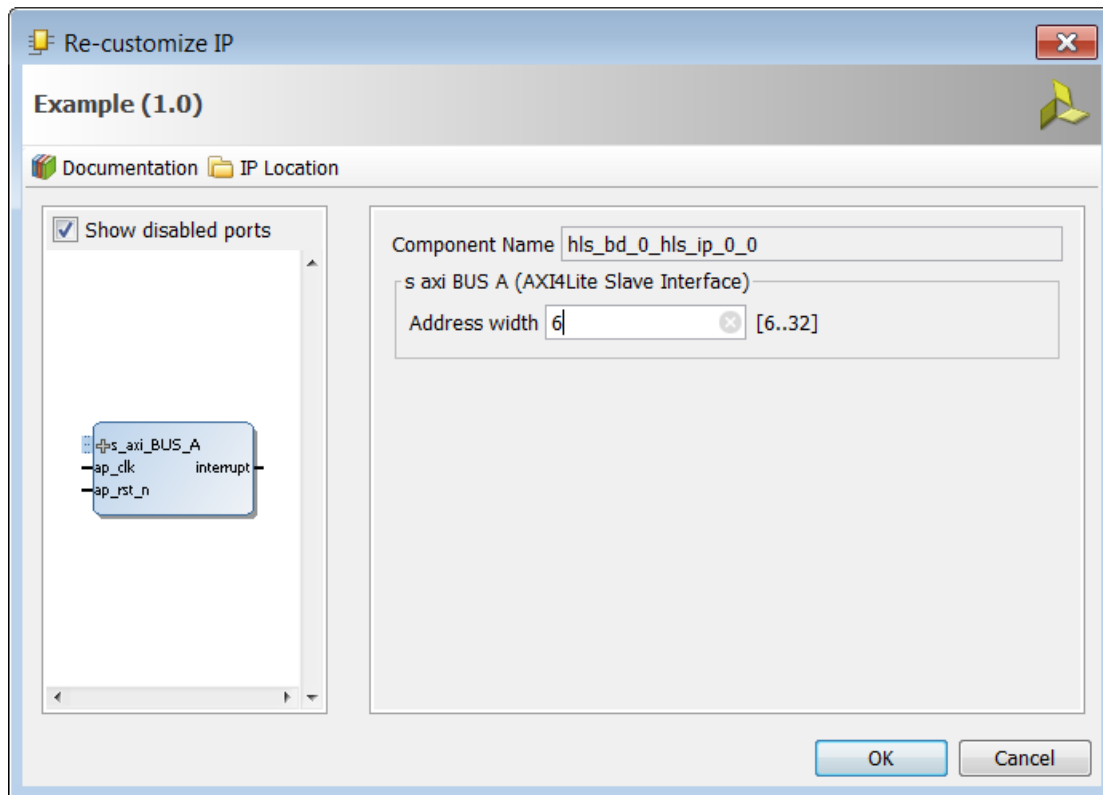 Re-customize IP
Example (1.0)
Documentation IP Location
Show disabled ports
s_axi_BUS_A
ap_clk interrupt
ap_rst_n
Component Name hls_bd_0_hls_ip_0_0
s axi BUS A (AXI4Lite Slave Interface)
Address width 6 [6..32]
OK Cancel